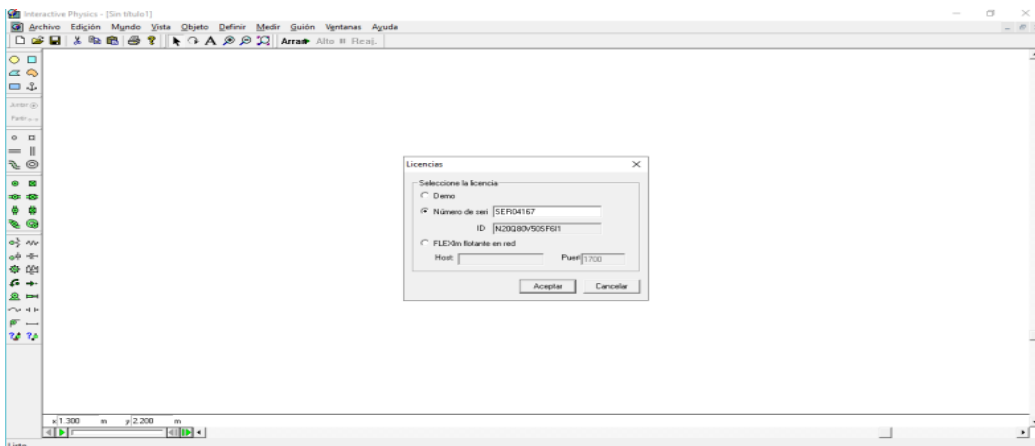 Interactive Physics - [Sin título1]
Archivo Edición Mundo Vista Objeto Definir Medir Guión Ventanas Ayuda
A Arrar Alto Reaj.
Licencias
Seleccione la licencia
Demo
Número de seri SERI04167
ID N20Q80V505F6I1
FLEXlm flotante en red
Host: Puert 1700
Aceptar Cancelar
x 1.300 m y 2.200 m
Listo